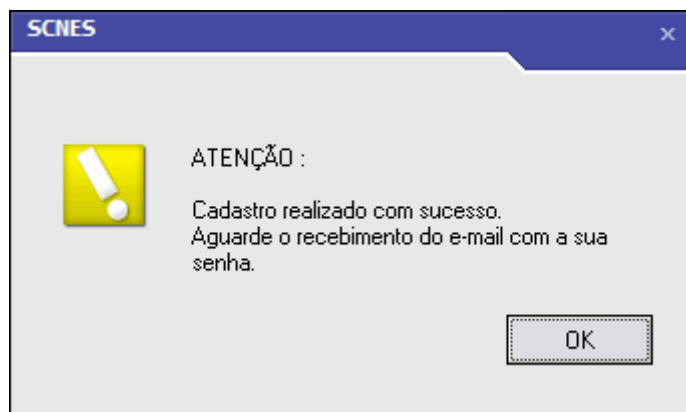 SCNES
ATENÇÃO :
Cadastro realizado com sucesso.
Aguarde o recebimento do e-mail com a sua
senha.
OK